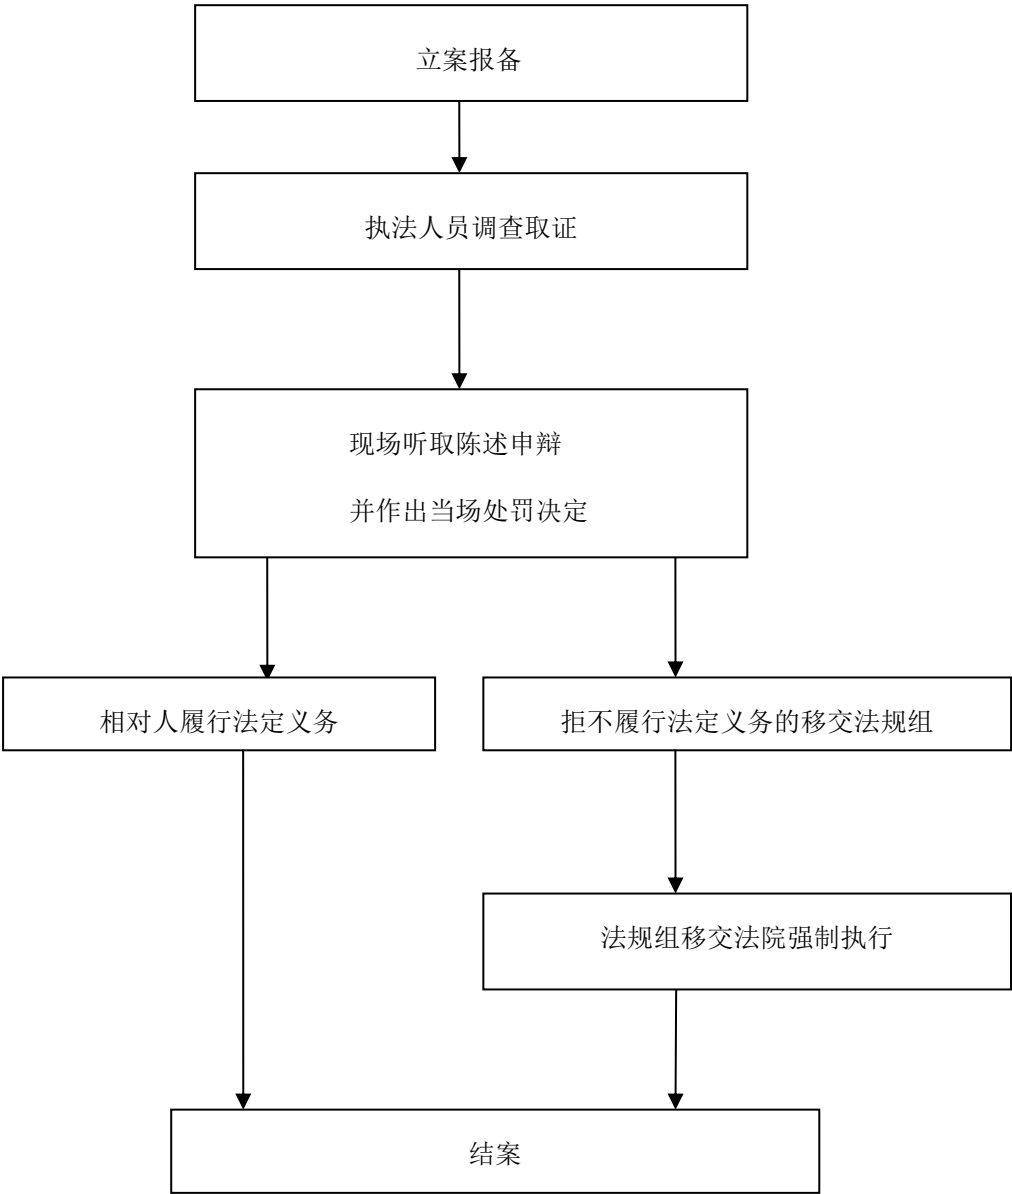 立案报备
执法人员调查取证
现场听取陈述申辩
并作出当场处罚决定
相对人履行法定义务
拒不履行法定义务的移交法规组
法规组移交法院强制执行
结案